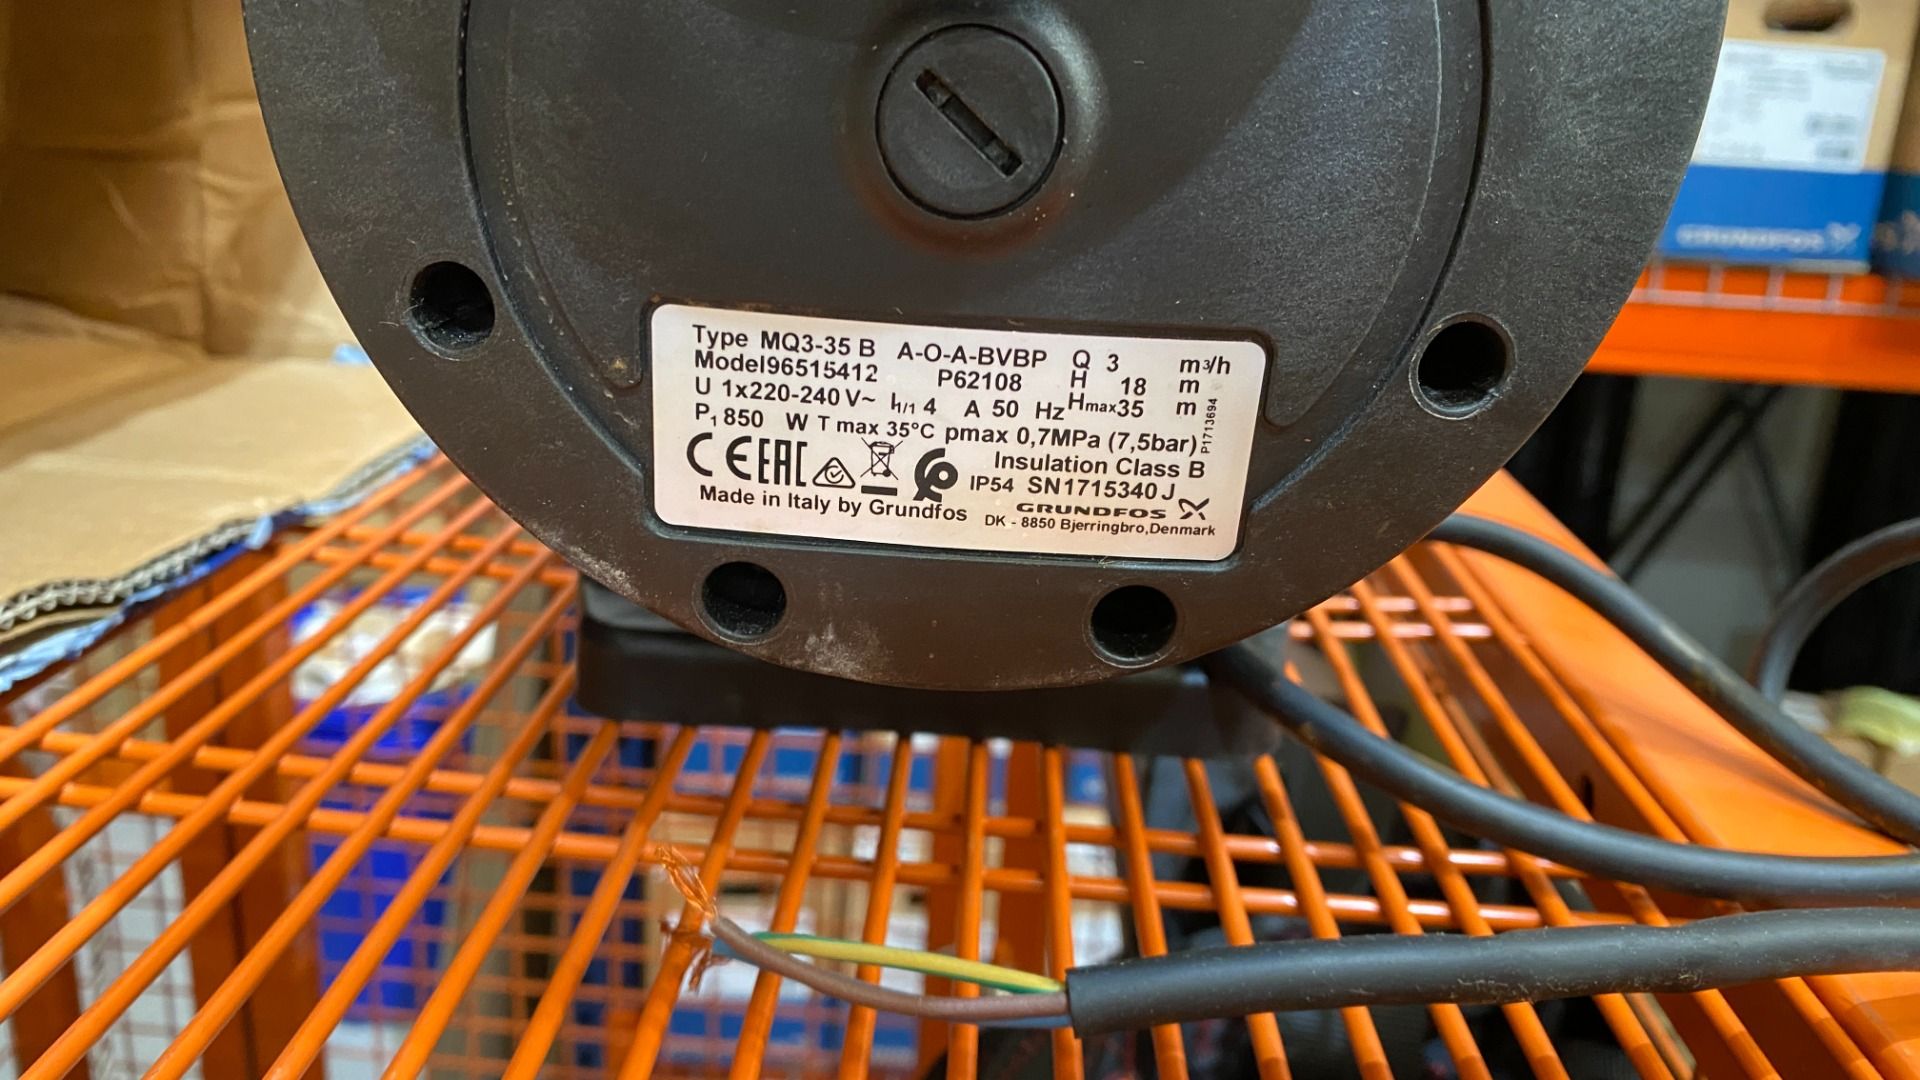 Type MQ3-35 B A-O-A-BVBP Q 3 m³/h
Model96515412 P62108 H 18 m
U 1x220-240 V~ I1/1 4 A 50 Hz Hmax35 m
P1 850 W T max 35°C pmax 0,7MPa (7,5bar)
P1713694
CE EAC Insulation Class B
IP54 SN1715340J
Made in Italy by Grundfos GRUNDFOS
DK - 8850 Bjerringbro,Denmark
GRUNDFOS